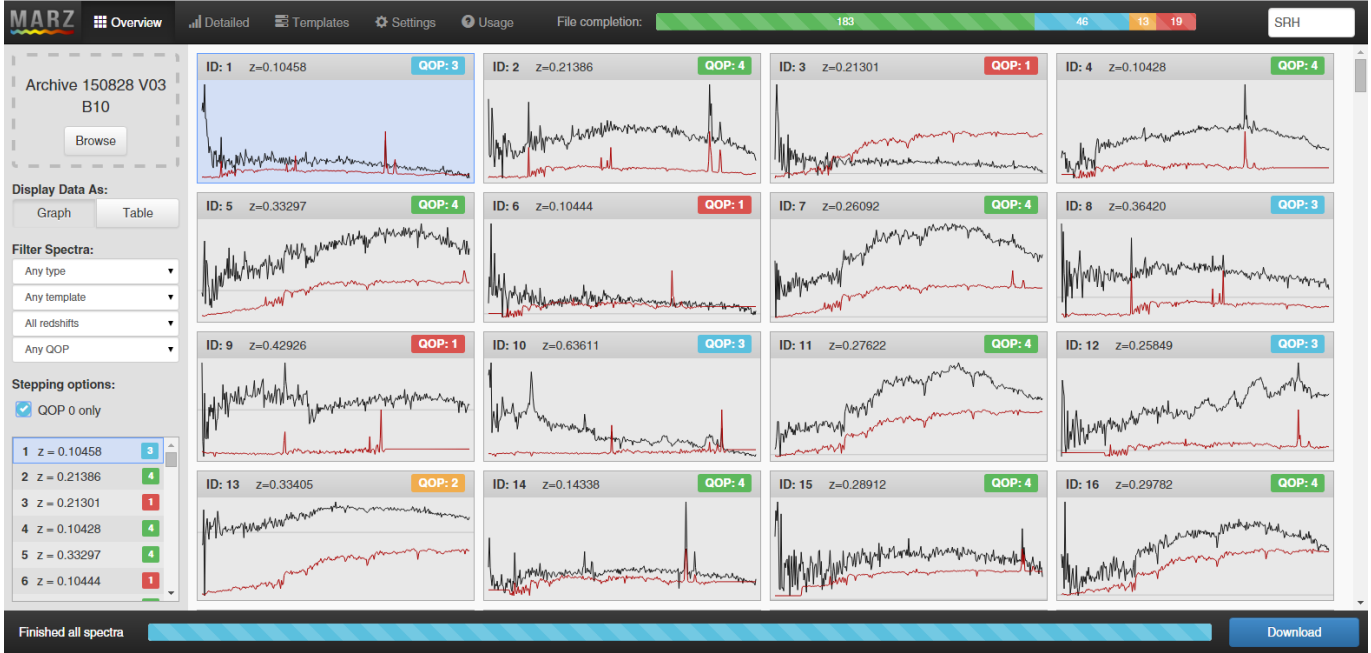 MARZ Overview Detailed Templates Settings Usage File completion: 183 46 13 19 SRH
Archive 150828 V03
B10
Browse
Display Data As:
Graph Table
Filter Spectra:
Any type
Any template
All redshifts
Any QOP
Stepping options:
QOP 0 only
1 z = 0.10458 3
2 z = 0.21386 4
3 z = 0.21301 1
4 z = 0.10428 4
5 z = 0.33297 4
6 z = 0.10444 1
ID: 1 z=0.10458 QOP: 3
ID: 2 z=0.21386 QOP: 4
ID: 3 z=0.21301 QOP: 1
ID: 4 z=0.10428 QOP: 4
ID: 5 z=0.33297 QOP: 4
ID: 6 z=0.10444 QOP: 1
ID: 7 z=0.26092 QOP: 4
ID: 8 z=0.36420 QOP: 3
ID: 9 z=0.42926 QOP: 1
ID: 10 z=0.63611 QOP: 3
ID: 11 z=0.27622 QOP: 4
ID: 12 z=0.25849 QOP: 3
ID: 13 z=0.33405 QOP: 2
ID: 14 z=0.14338 QOP: 4
ID: 15 z=0.28912 QOP: 4
ID: 16 z=0.29782 QOP: 4
Finished all spectra Download